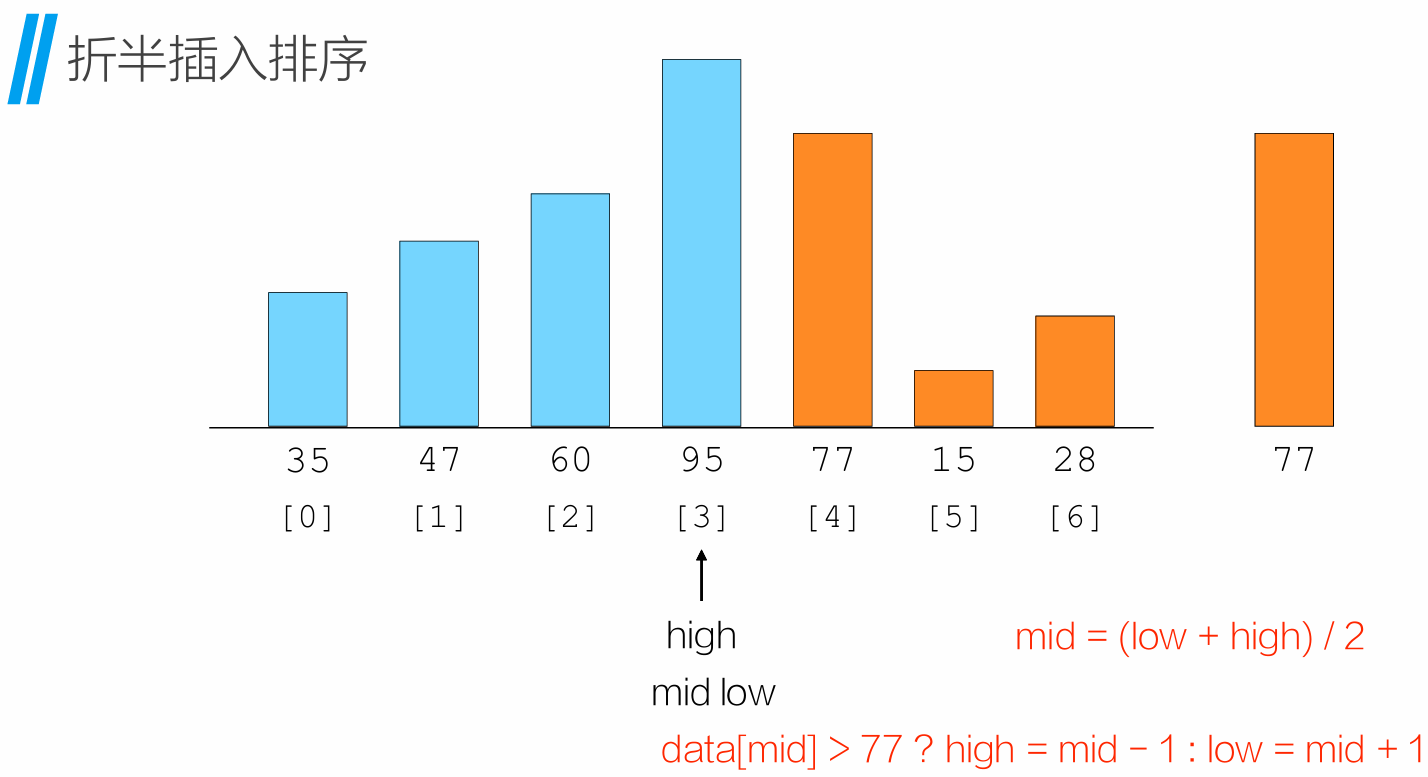 折半插入排序
35 47 60 95 77 15 28 77
[0] [1] [2] [3] [4] [5] [6]
high
mid = (low + high) / 2
mid low
data[mid] > 77 ? high = mid − 1 : low = mid + 1